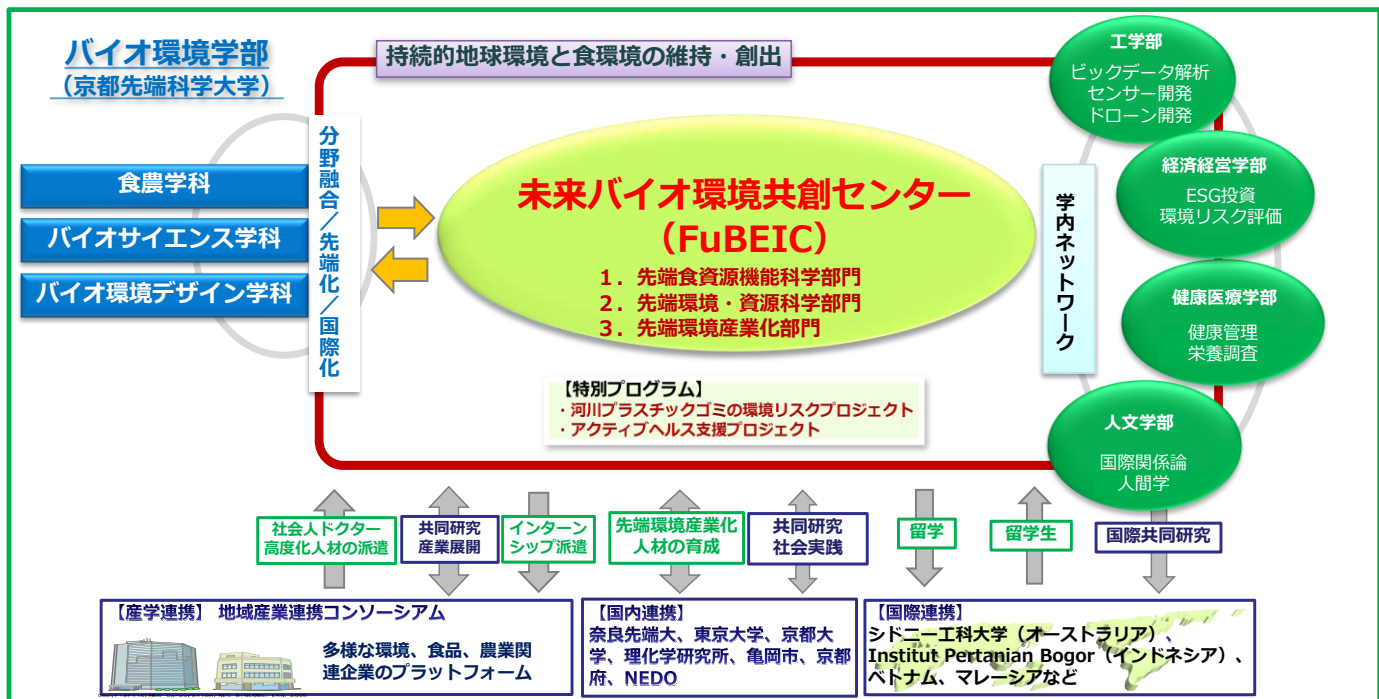 バイオ環境学部
（京都先端科学大学）
持続的地球環境と食環境の維持・創出
食農学科
バイオサイエンス学科
バイオ環境デザイン学科
分野融合／先端化／国際化
未来バイオ環境共創センター
（FuBEIC）
1．先端食資源機能科学部門
2．先端環境・資源科学部門
3．先端環境産業化部門
【特別プログラム】
・河川プラスチックゴミの環境リスクプロジェクト
・アクティブヘルス支援プロジェクト
学内ネットワーク
工学部
ビックデータ解析
センサー開発
ドローン開発
経済経営学部
ESG投資
環境リスク評価
健康医療学部
健康管理
栄養調査
人文学部
国際関係論
人間学
社会人ドクター
高度化人材の派遣
共同研究
産業展開
インターン
シップ派遣
先端環境産業化
人材の育成
共同研究
社会実践
留学
留学生
国際共同研究
【産学連携】 地域産業連携コンソーシアム
多様な環境、食品、農業関
連企業のプラットフォーム
【国内連携】
奈良先端大、東京大学、京都大
学、理化学研究所、亀岡市、京都
府、NEDO
【国際連携】
シドニー工科大学（オーストラリア）、
Institut Pertanian Bogor（インドネシア）、
ベトナム、マレーシアなど